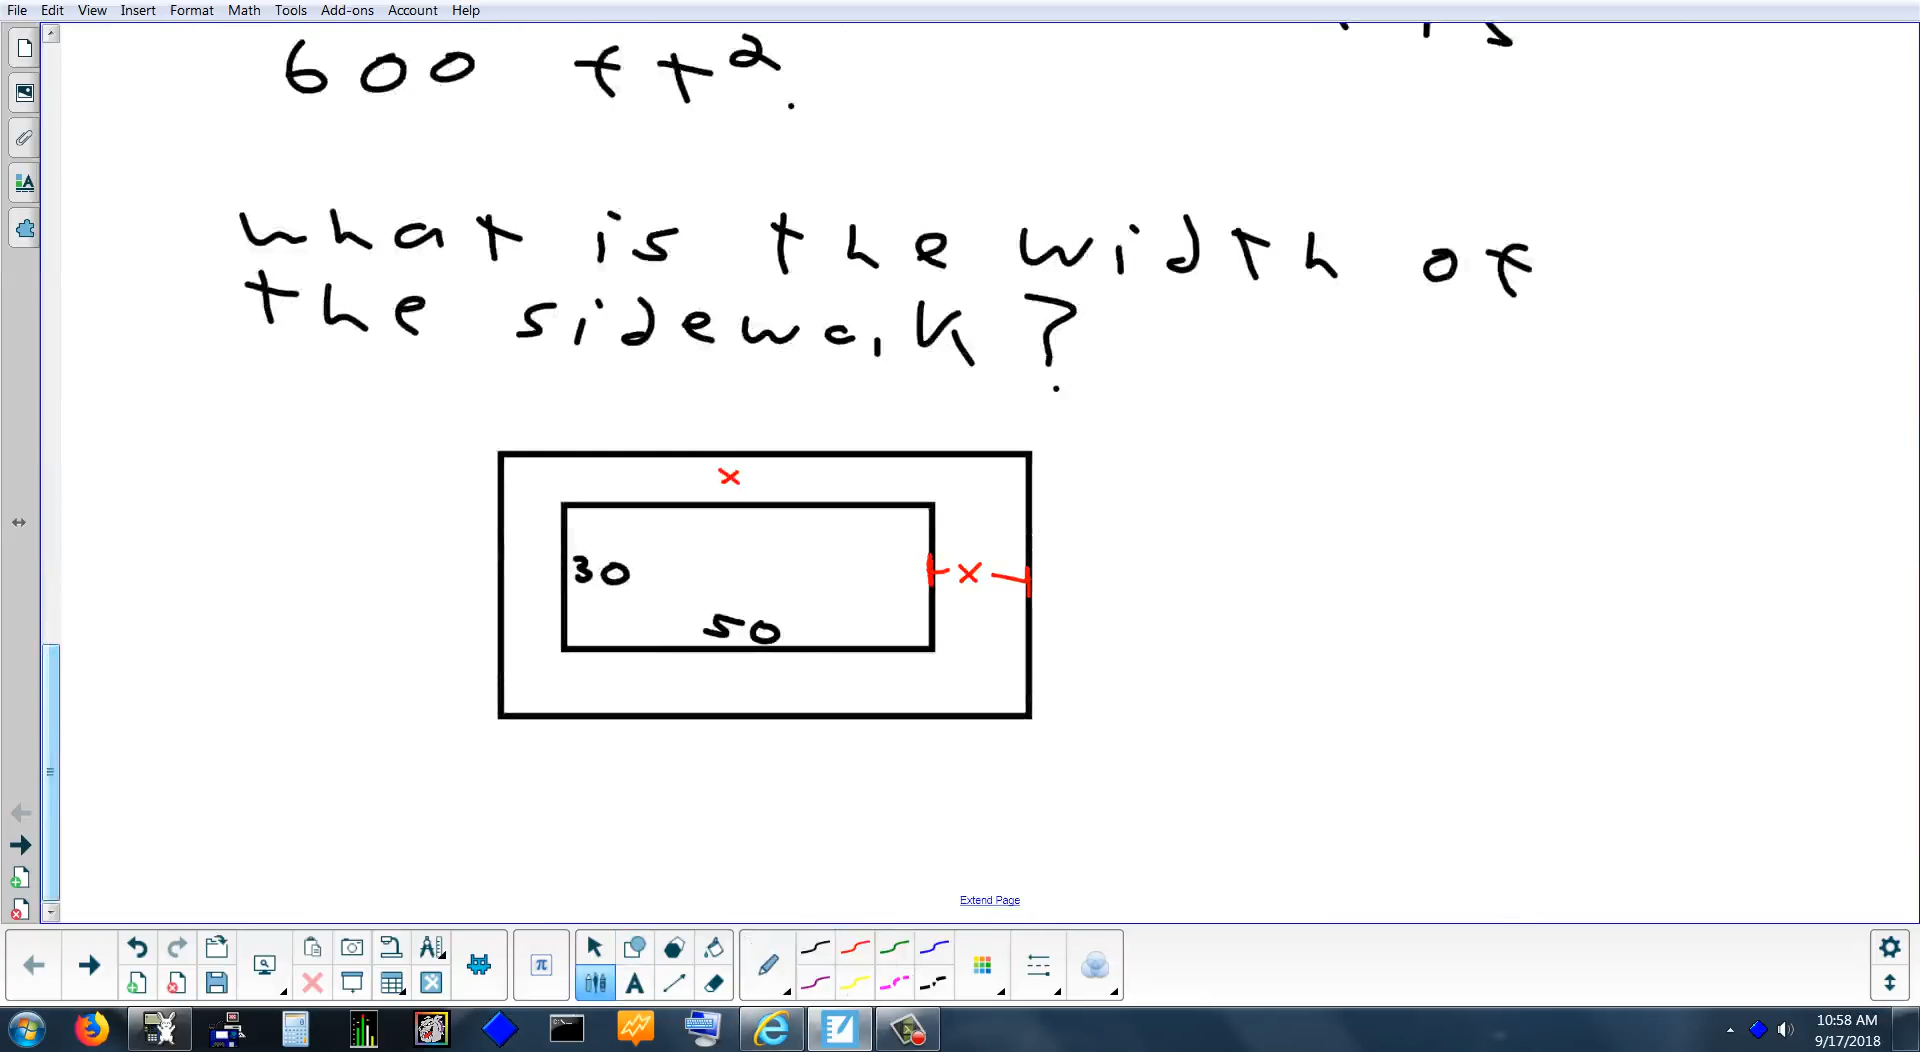 File Edit View Insert Format Math Tools Add-ons Account Help
600 ft².
What is the width of
the sidewalk?
x
30
x
50
Extend Page
π
A
10:58 AM
9/17/2018